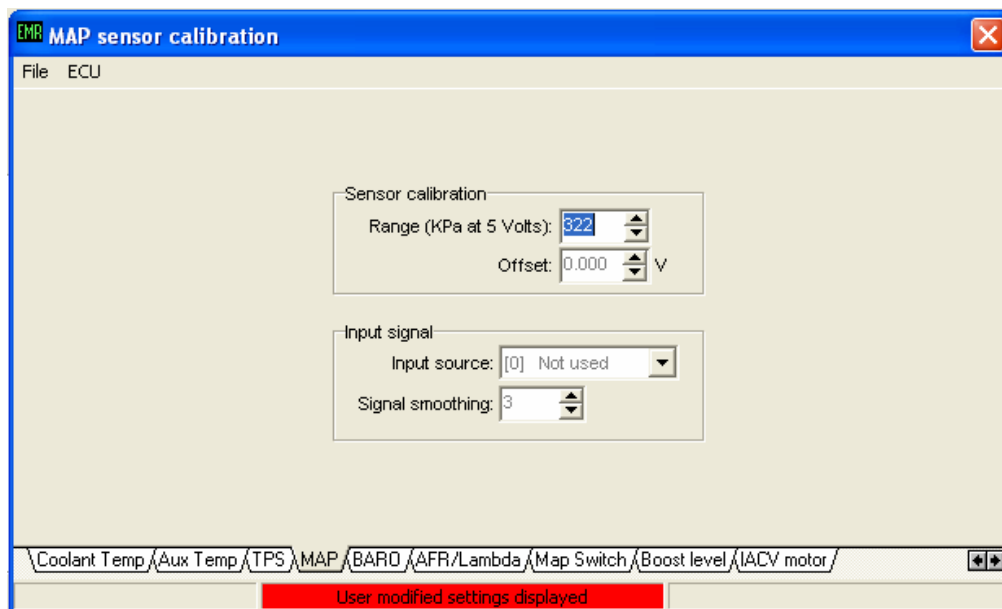 EMR MAP sensor calibration
File ECU
Sensor calibration
Range (KPa at 5 Volts): 322
Offset: 0.000 V
Input signal
Input source: [0] Not used
Signal smoothing: 3
Coolant Temp Aux Temp TPS MAP BARO AFR/Lambda Map Switch Boost level IACV motor
User modified settings displayed